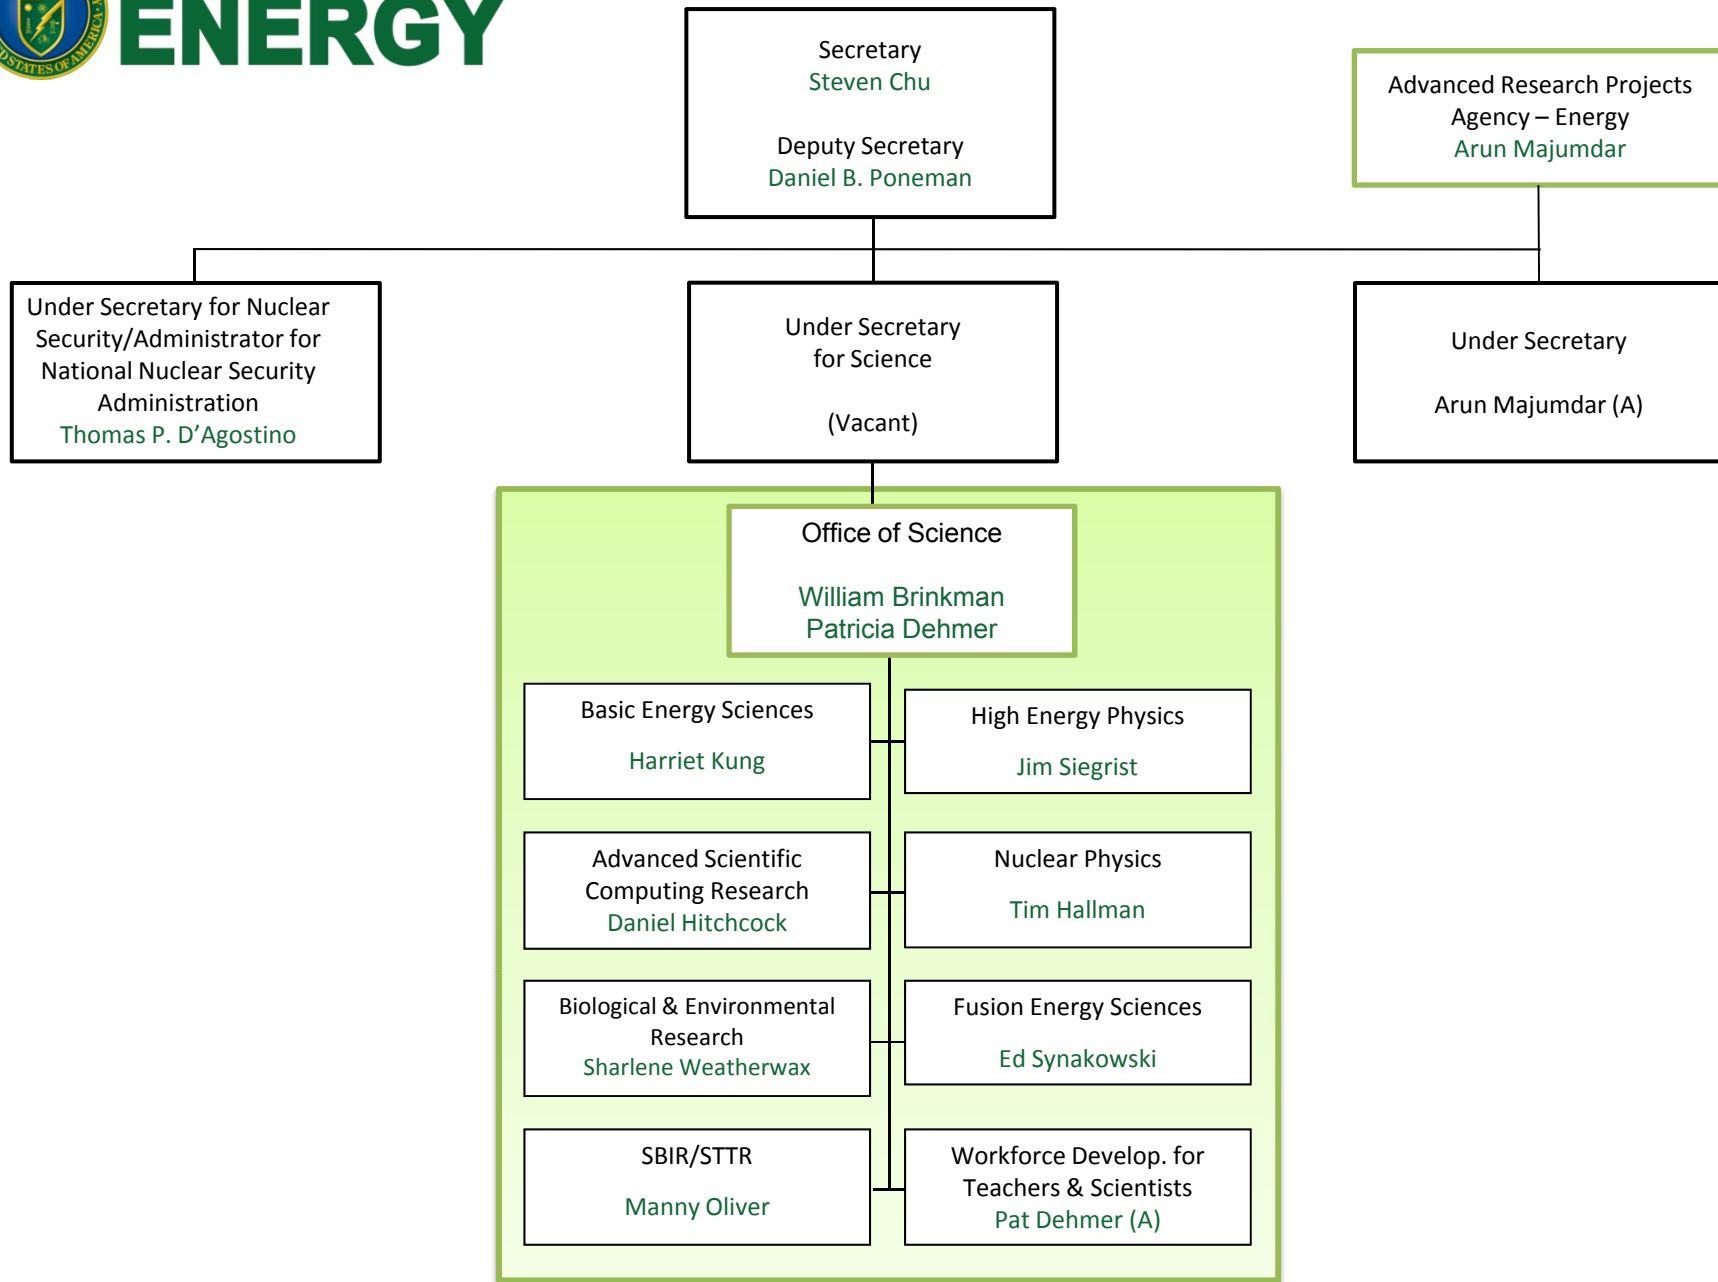 ENERGY
STATES OF AMERICA
Secretary
Steven Chu
Deputy Secretary
Daniel B. Poneman
Advanced Research Projects
Agency – Energy
Arun Majumdar
Under Secretary for Nuclear
Security/Administrator for
National Nuclear Security
Administration
Thomas P. D’Agostino
Under Secretary
for Science
(Vacant)
Under Secretary
Arun Majumdar (A)
Office of Science
William Brinkman
Patricia Dehmer
Basic Energy Sciences
Harriet Kung
High Energy Physics
Jim Siegrist
Advanced Scientific
Computing Research
Daniel Hitchcock
Nuclear Physics
Tim Hallman
Biological & Environmental
Research
Sharlene Weatherwax
Fusion Energy Sciences
Ed Synakowski
SBIR/STTR
Manny Oliver
Workforce Develop. for
Teachers & Scientists
Pat Dehmer (A)